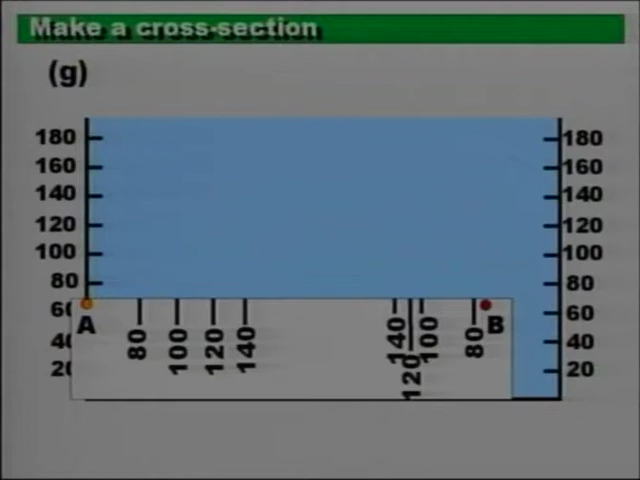 Make a cross-section
(g)
180 180
160 160
140 140
120 120
100 100
80 80
60 60
A B
80 100 120 140 140 120 100 80
40 40
20 20